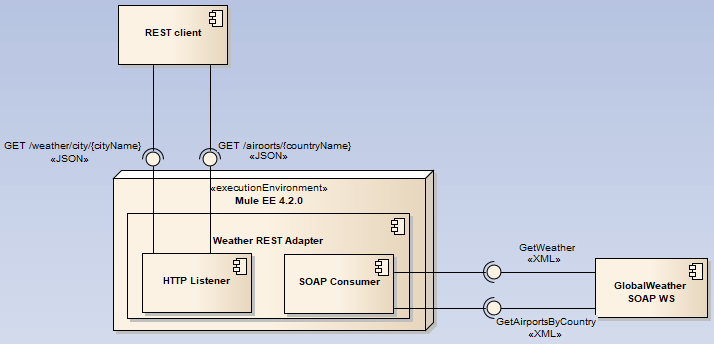 REST client
GET /weather/city/{cityName}
«JSON»
GET /airports/{countryName}
«JSON»
«executionEnvironment»
Mule EE 4.2.0
Weather REST Adapter
HTTP Listener
SOAP Consumer
GetWeather
«XML»
GetAirportsByCountry
«XML»
GlobalWeather
SOAP WS